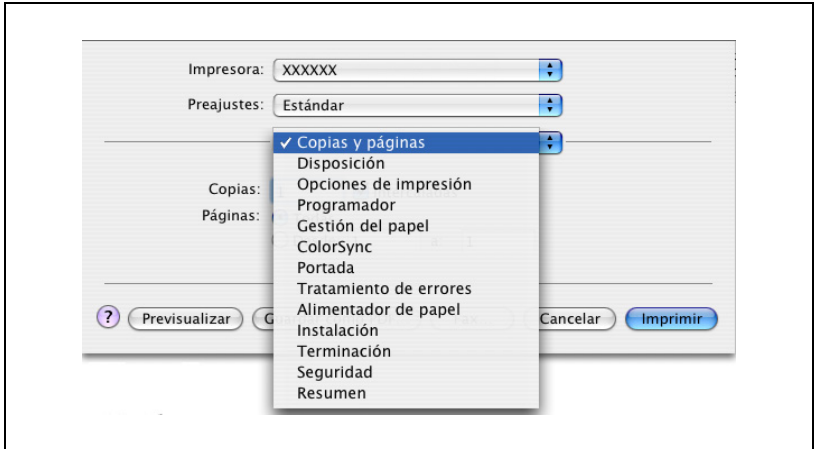 Impresora: XXXXXX
Preajustes: Estándar
✓ Copias y páginas
Disposición
Copias: Opciones de impresión
Programador
Páginas:
Gestión del papel
ColorSync
Portada
Tratamiento de errores
Alimentador de papel
? Previsualizar Cancelar Imprimir
Instalación
Terminación
Seguridad
Resumen